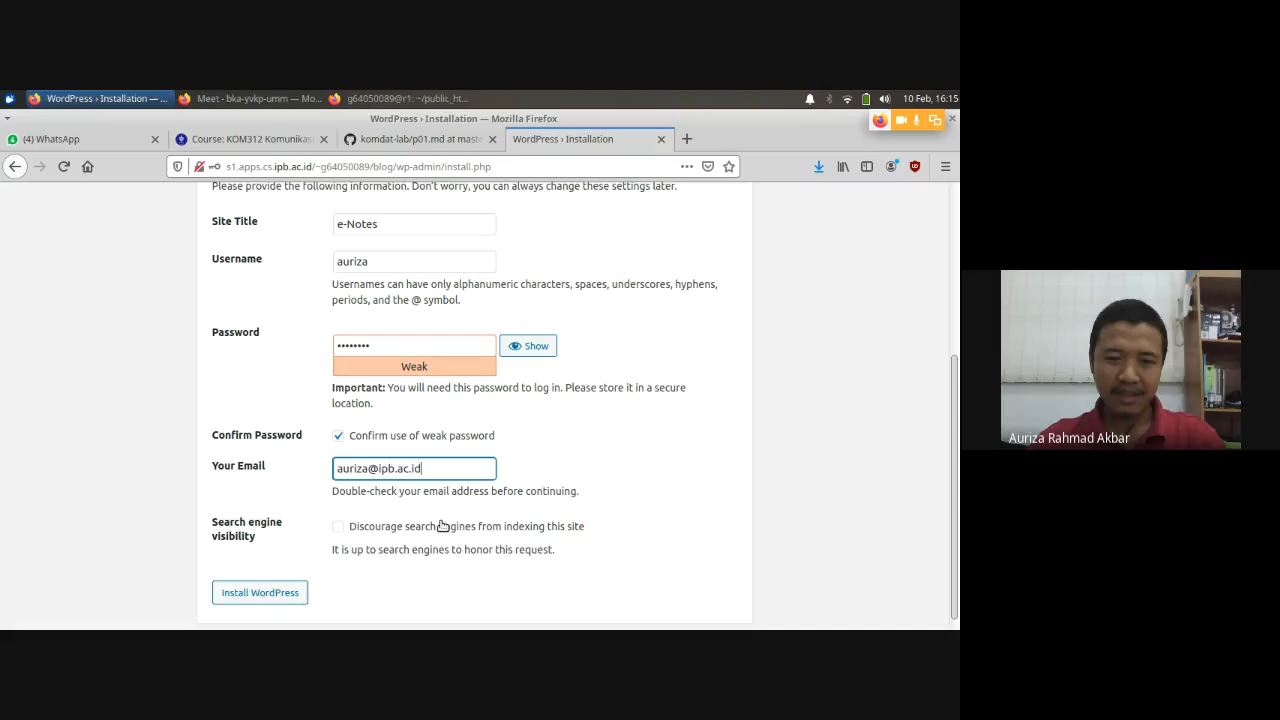 WordPress › Installation — ...
Meet - bka-yvkp-umm — Mo...
g64050089@r1: ~/public_ht...
10 Feb, 16:15
WordPress › Installation — Mozilla Firefox
(4) WhatsApp
Course: KOM312 Komunikas
komdat-lab/p01.md at maste
WordPress › Installation
s1.apps.cs.ipb.ac.id/~g64050089/blog/wp-admin/install.php
Please provide the following information. Don't worry, you can always change these settings later.
Site Title
e-Notes
Username
auriza
Usernames can have only alphanumeric characters, spaces, underscores, hyphens,
periods, and the @ symbol.
Password
••••••••
Show
Weak
Important: You will need this password to log in. Please store it in a secure
location.
Confirm Password
Confirm use of weak password
Your Email
auriza@ipb.ac.id
Double-check your email address before continuing.
Search engine
visibility
Discourage search engines from indexing this site
It is up to search engines to honor this request.
Install WordPress
Auriza Rahmad Akbar